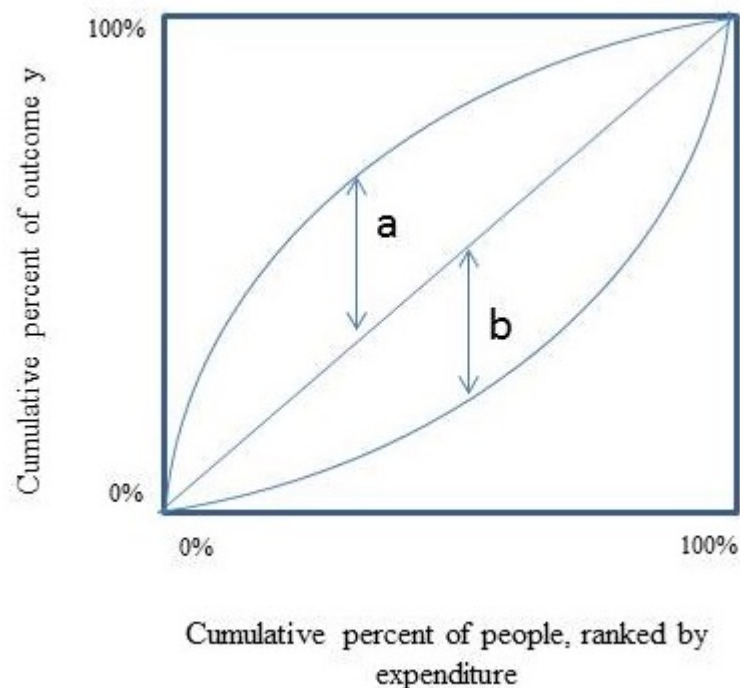 100%
Cumulative percent of outcome y
a
b
0%
0%
100%
Cumulative percent of people, ranked by
expenditure